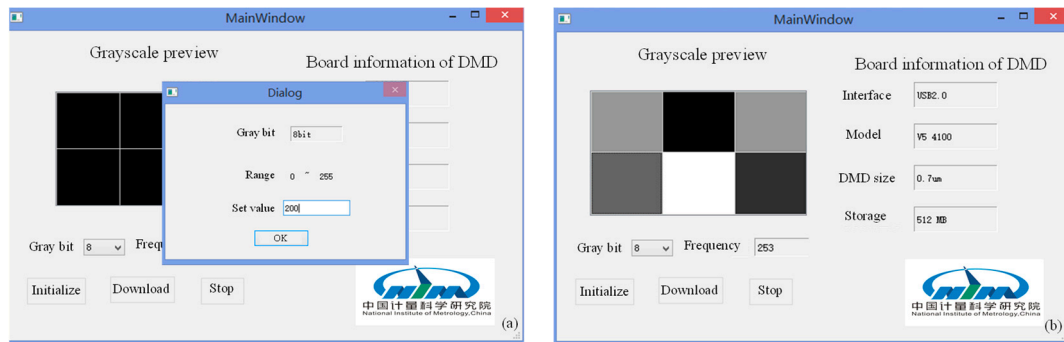 MainWindow
Grayscale preview
Board information of DMD
Dialog
Gray bit 8bit
Range 0 ~ 255
Set value 200
OK
Gray bit 8 Frequ
Initialize Download Stop
NIM
中国计量科学研究院
National Institute of Metrology,China
(a)
MainWindow
Grayscale preview
Board information of DMD
Interface USB2.0
Model V5 4100
DMD size 0.7um
Storage 512 MB
Gray bit 8 Frequency 253
Initialize Download Stop
NIM
中国计量科学研究院
National Institute of Metrology,China
(b)